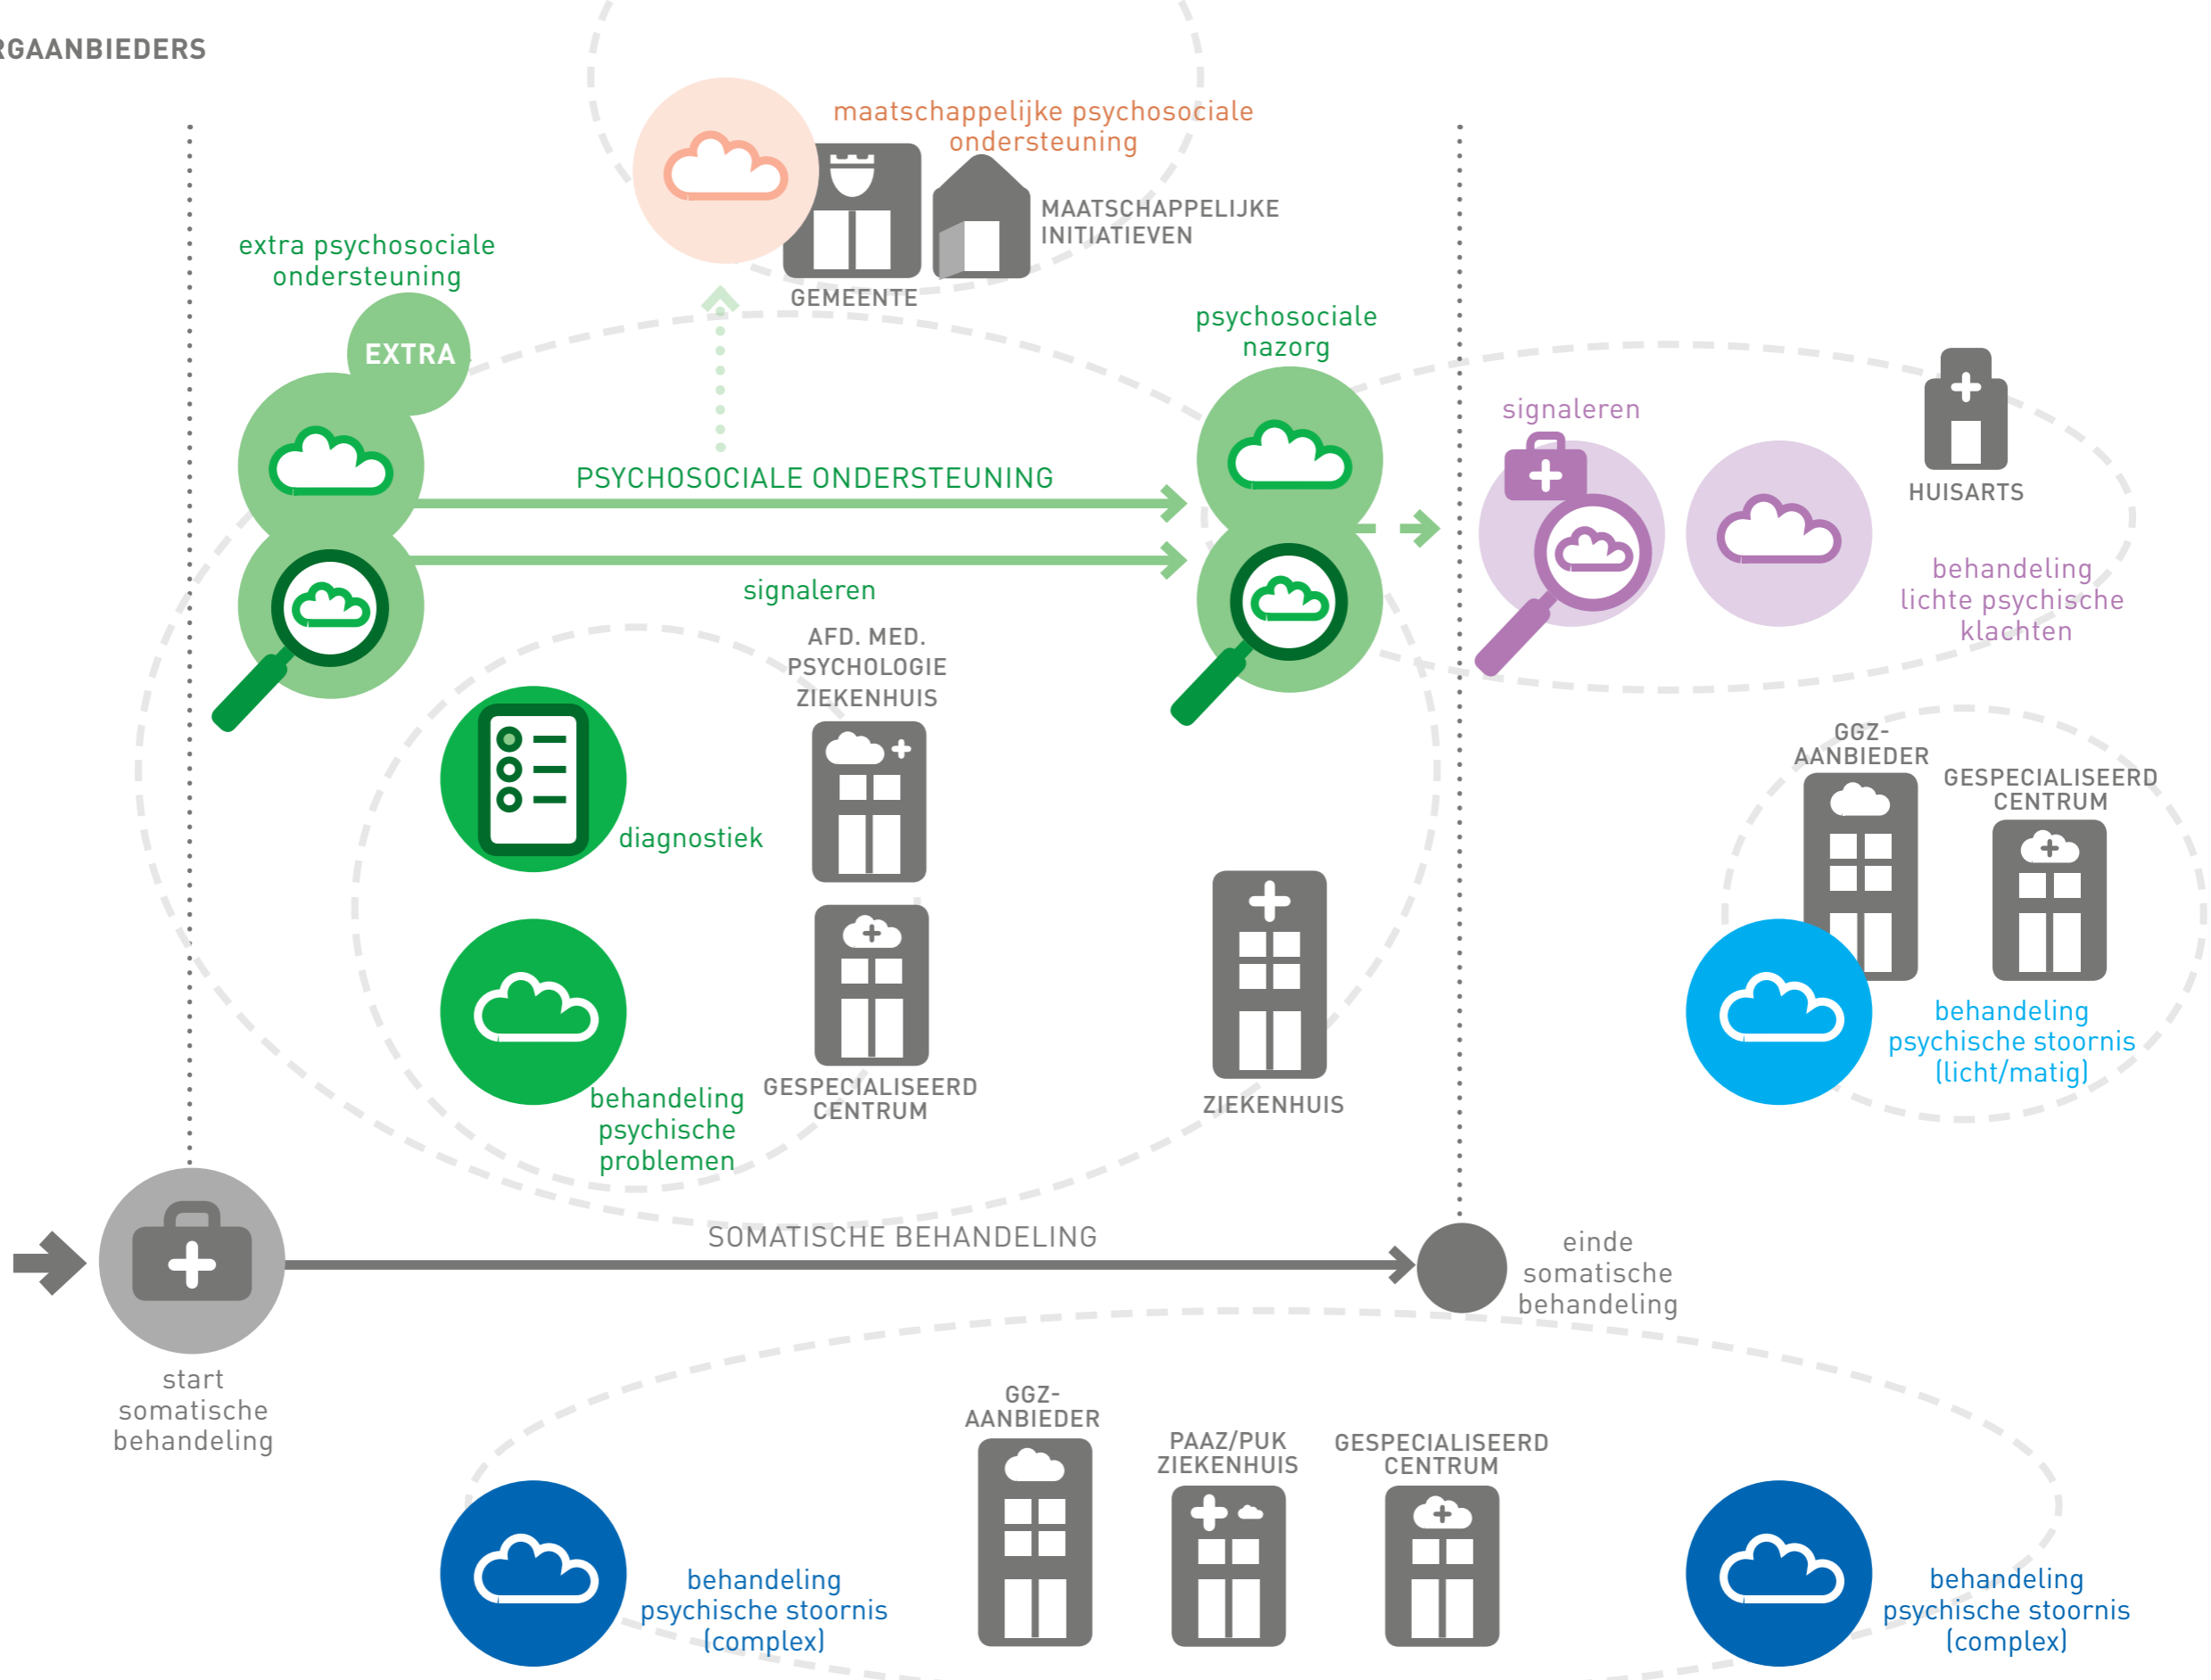 RGAANBIEDERS
maatschappelijke psychosociale
ondersteuning
MAATSCHAPPELIJKE
INITIATIEVEN
GEMEENTE
extra psychosociale
ondersteuning
EXTRA
psychosociale
nazorg
PSYCHOSOCIALE ONDERSTEUNING
signaleren
signaleren
HUISARTS
behandeling
lichte psychische
klachten
AFD. MED.
PSYCHOLOGIE
ZIEKENHUIS
diagnostiek
GGZ-
AANBIEDER
GESPECIALISEERD
CENTRUM
behandeling
psychische stoornis
(licht/matig)
behandeling
psychische
problemen
GESPECIALISEERD
CENTRUM
ZIEKENHUIS
SOMATISCHE BEHANDELING
einde
somatische
behandeling
start
somatische
behandeling
GGZ-
AANBIEDER
PAAZ/PUK
ZIEKENHUIS
GESPECIALISEERD
CENTRUM
behandeling
psychische stoornis
(complex)
behandeling
psychische stoornis
(complex)